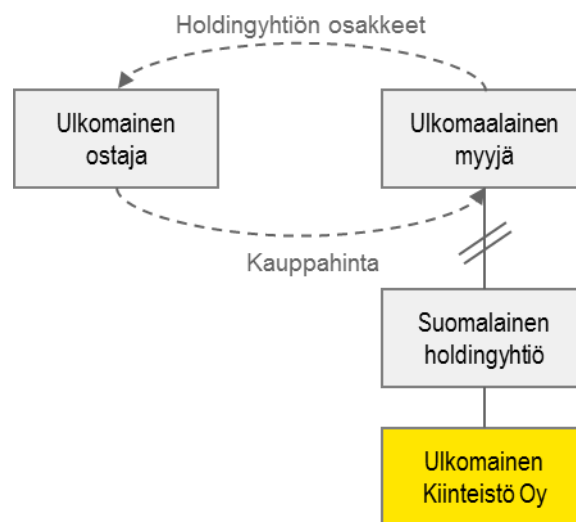 Holdingyhtiön osakkeet
Ulkomainen
ostaja
Ulkomaalainen
myyjä
Kauppahinta
Suomalainen
holdingyhtiö
Ulkomainen
Kiinteistö Oy